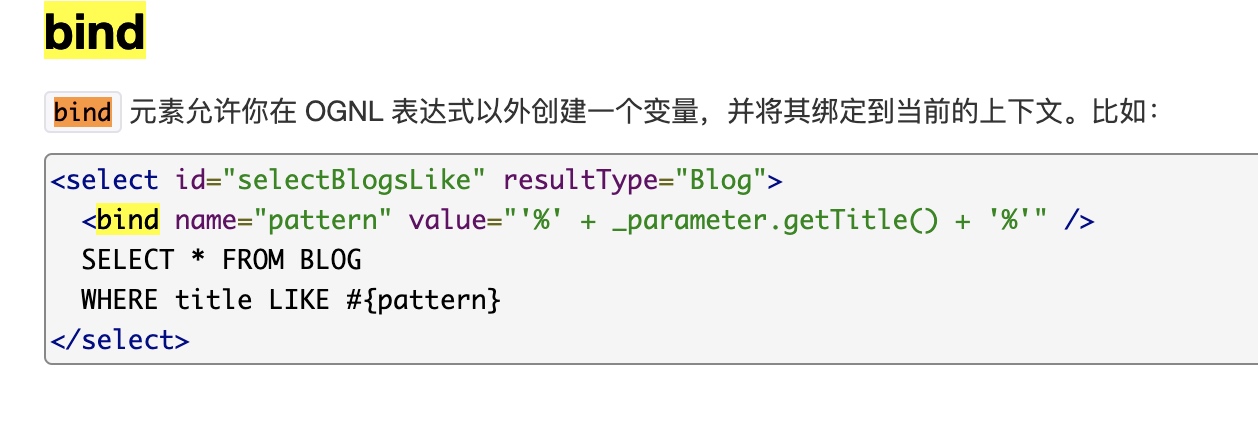 bind
bind 元素允许你在 OGNL 表达式以外创建一个变量，并将其绑定到当前的上下文。比如：
<select id="selectBlogsLike" resultType="Blog">
  <bind name="pattern" value="'%' + _parameter.getTitle() + '%'" />
  SELECT * FROM BLOG
  WHERE title LIKE #{pattern}
</select>